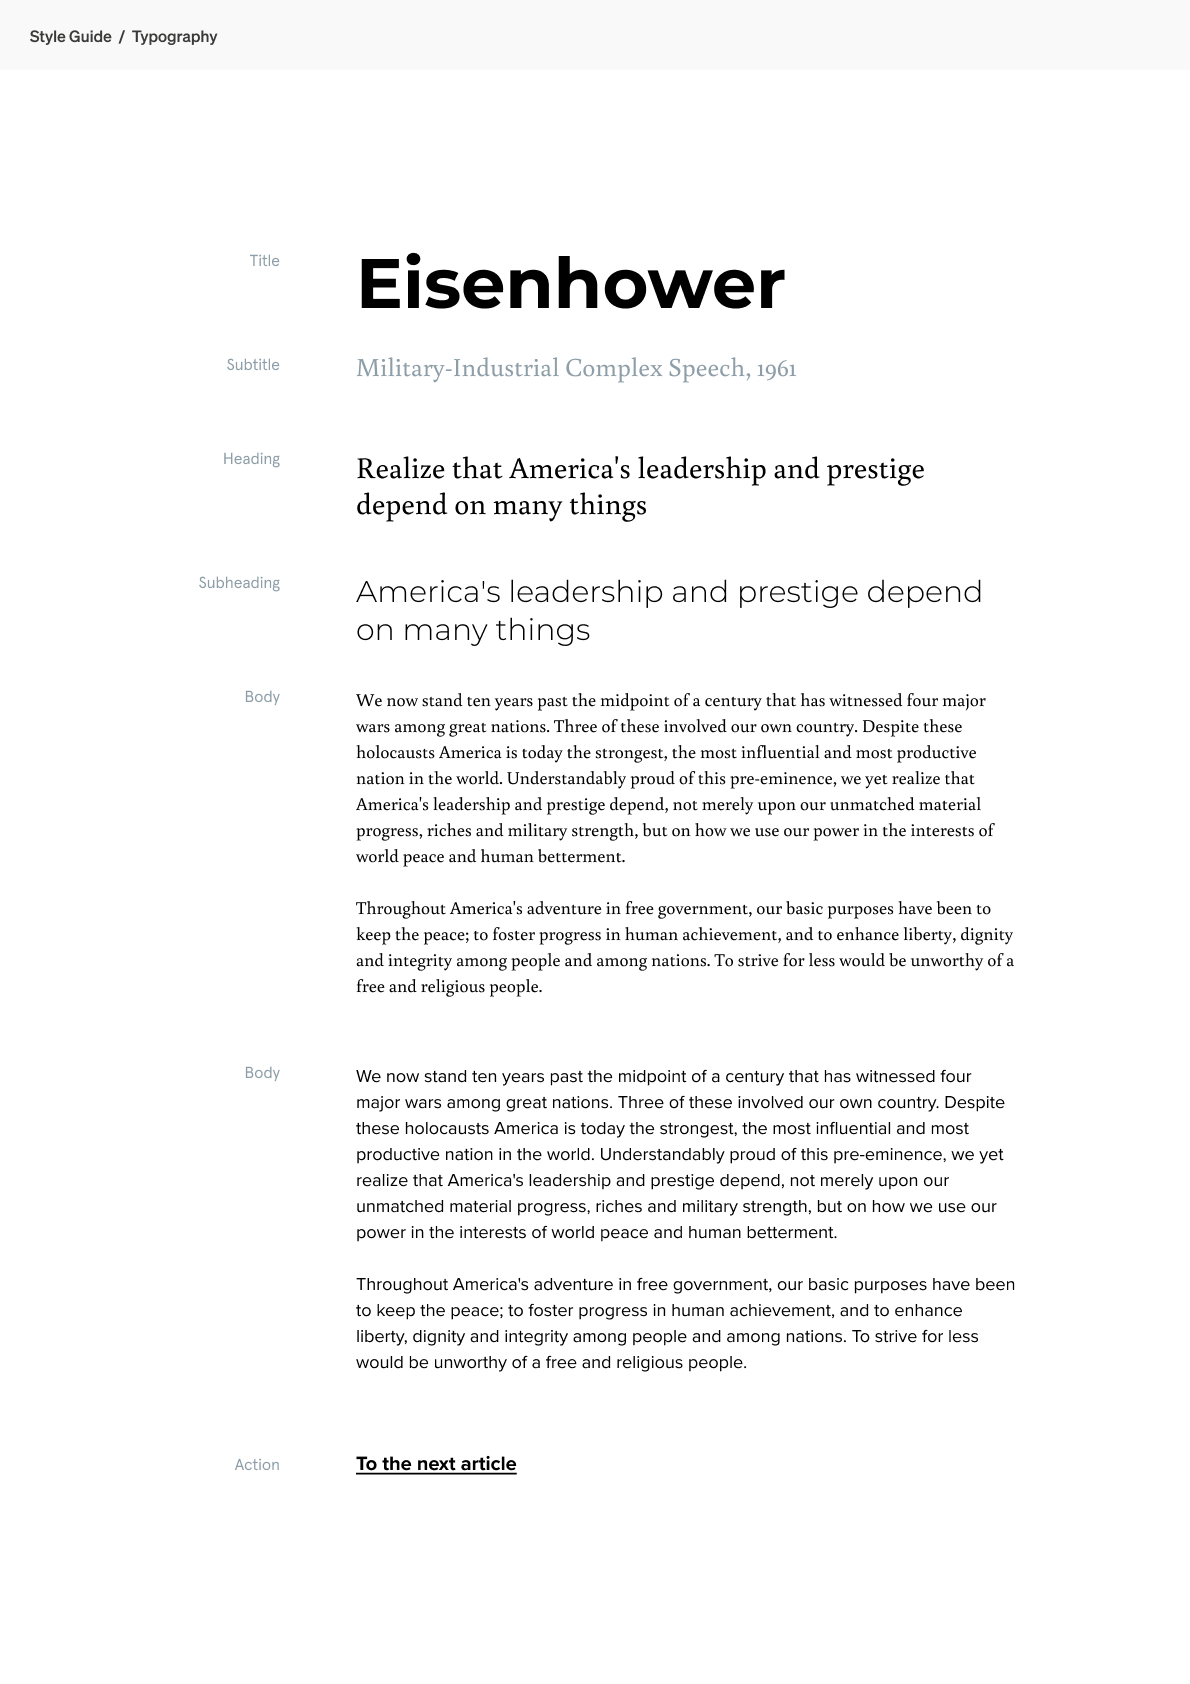 Style Guide / Typography
Title
Eisenhower
Subtitle
Military-Industrial Complex Speech, 1961
Heading
Realize that America's leadership and prestige
depend on many things
Subheading
America's leadership and prestige depend
on many things
Body
We now stand ten years past the midpoint of a century that has witnessed four major
wars among great nations. Three of these involved our own country. Despite these
holocausts America is today the strongest, the most influential and most productive
nation in the world. Understandably proud of this pre-eminence, we yet realize that
America's leadership and prestige depend, not merely upon our unmatched material
progress, riches and military strength, but on how we use our power in the interests of
world peace and human betterment.
Throughout America's adventure in free government, our basic purposes have been to
keep the peace; to foster progress in human achievement, and to enhance liberty, dignity
and integrity among people and among nations. To strive for less would be unworthy of a
free and religious people.
Body
We now stand ten years past the midpoint of a century that has witnessed four
major wars among great nations. Three of these involved our own country. Despite
these holocausts America is today the strongest, the most influential and most
productive nation in the world. Understandably proud of this pre-eminence, we yet
realize that America's leadership and prestige depend, not merely upon our
unmatched material progress, riches and military strength, but on how we use our
power in the interests of world peace and human betterment.
Throughout America's adventure in free government, our basic purposes have been
to keep the peace; to foster progress in human achievement, and to enhance
liberty, dignity and integrity among people and among nations. To strive for less
would be unworthy of a free and religious people.
Action
To the next article